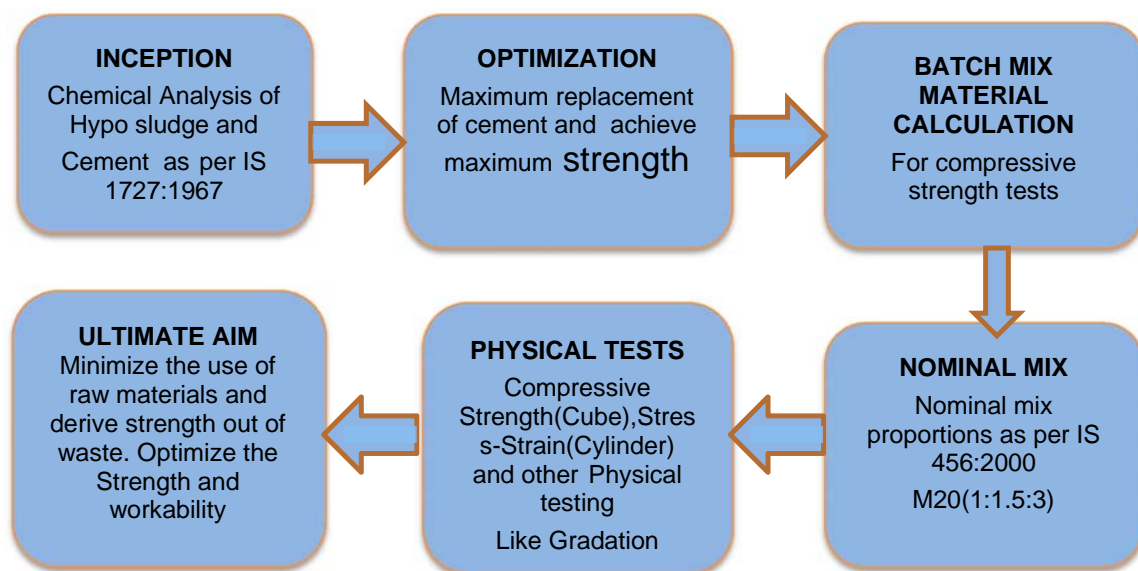 INCEPTION
Chemical Analysis of
Hypo sludge and
Cement as per IS
1727:1967
OPTIMIZATION
Maximum replacement
of cement and achieve
maximum strength
BATCH MIX
MATERIAL
CALCULATION
For compressive
strength tests
NOMINAL MIX
Nominal mix
proportions as per IS
456:2000
M20(1:1.5:3)
PHYSICAL TESTS
Compressive
Strength(Cube),Stres
s-Strain(Cylinder)
and other Physical
testing
Like Gradation
ULTIMATE AIM
Minimize the use of
raw materials and
derive strength out of
waste. Optimize the
Strength and
workability